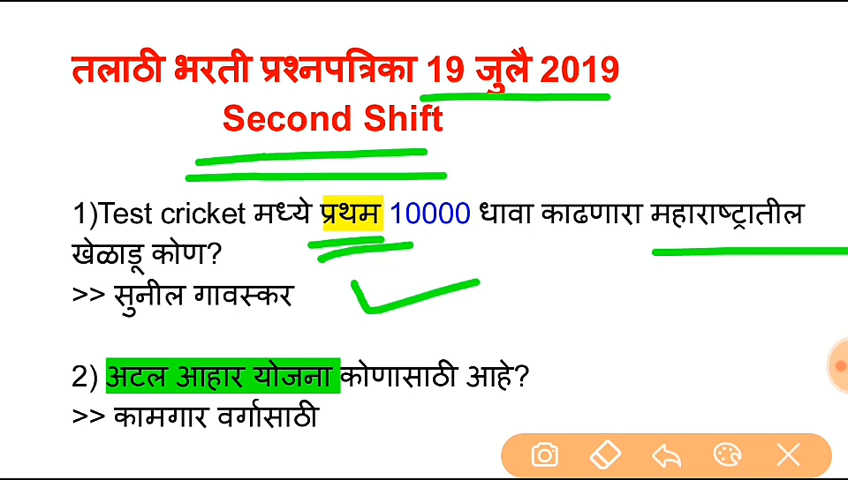 तलाठी भरती प्रश्नपत्रिका 19 जुलै 2019
Second Shift
1)Test cricket मध्ये प्रथम 10000 धावा काढणारा महाराष्ट्रातील
खेळाडू कोण?
>> सुनील गावस्कर
2) अटल आहार योजना कोणासाठी आहे?
>> कामगार वर्गासाठी